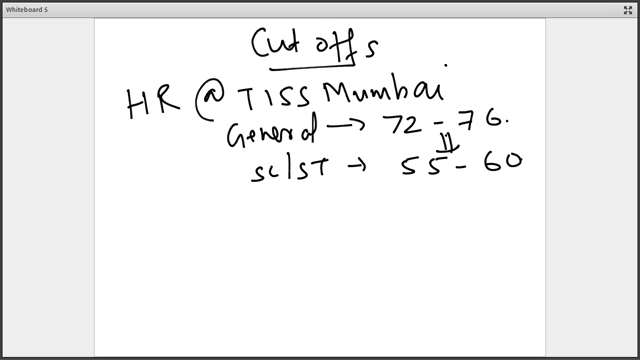 Whiteboard 5
Cut offs
HR @ TISS Mumbai
General → 72 - 76.
SC/ST → 55 - 60